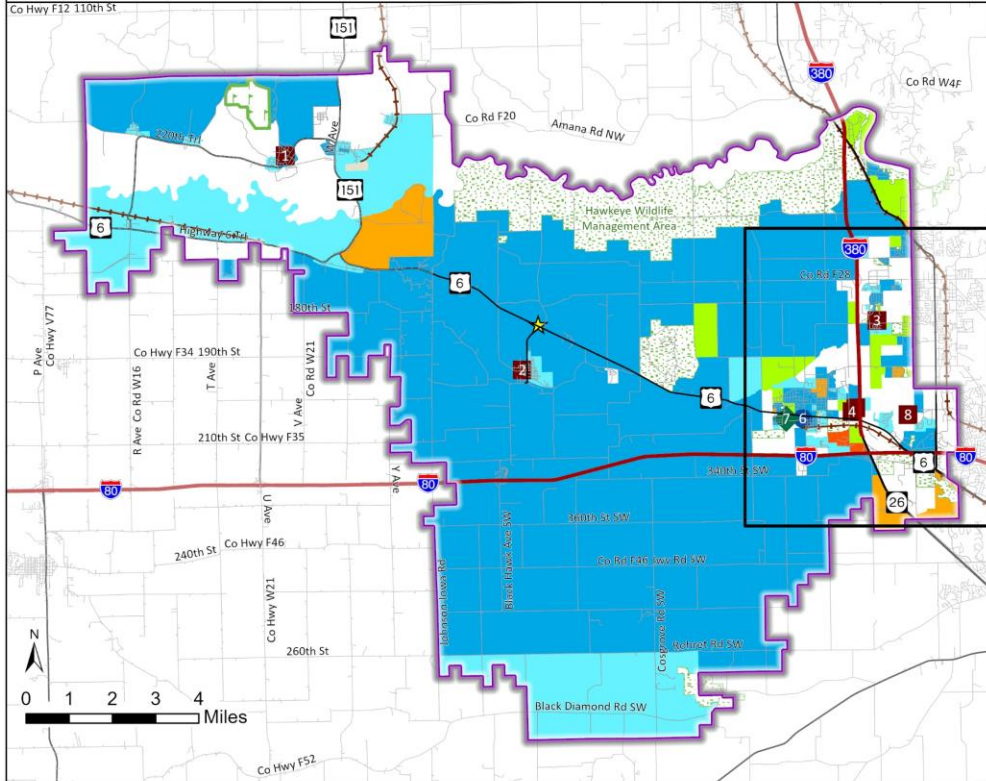 Co Hwy F12 110th St
151
380
Co Rd W4F
Co Rd F20
Amana Rd NW
220th Trl
1
W Ave
151
Hawkeye Wildlife
Management Area
6
Highway 6 Trl
380
Co Rd F28
6
180th St
3
P Ave
Co Hwy V77
Co Hwy F34 190th St
T Ave
Co Rd W21
2
R Ave Co Rd W16
V Ave
6
7
6
4
8
210th St Co Hwy F35
Y Ave
80
80
6
80
340th St SW
80
U Ave
26
360th St SW
240th St Co Hwy F46
Black Hawk Ave SW
Co Rd F46
Rd SW
Johnson-Iowa Rd
Co Hwy W21
Cosgrove Rd SW
Rohret Rd SW
260th St
N
0 1 2 3 4
Miles
Black Diamond Rd SW
Co Hwy F52